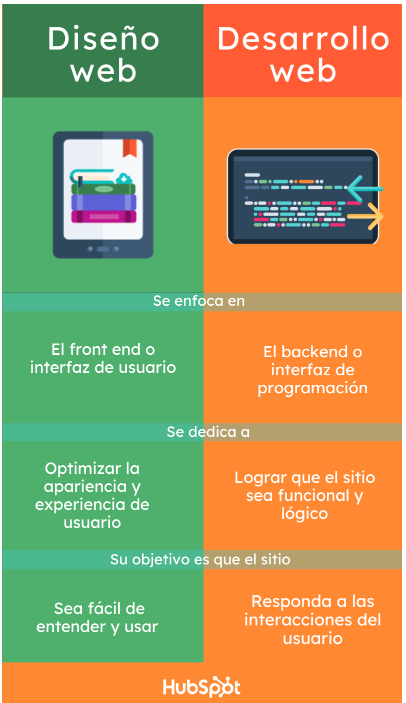 Diseño
web
Desarrollo
web
Se enfoca en
El front end o
interfaz de usuario
El backend o
interfaz de
programación
Se dedica a
Optimizar la
apariencia y
experiencia de
usuario
Lograr que el sitio
sea funcional y
lógico
Su objetivo es que el sitio
Sea fácil de
entender y usar
Responda a las
interacciones del
usuario
HubSpot